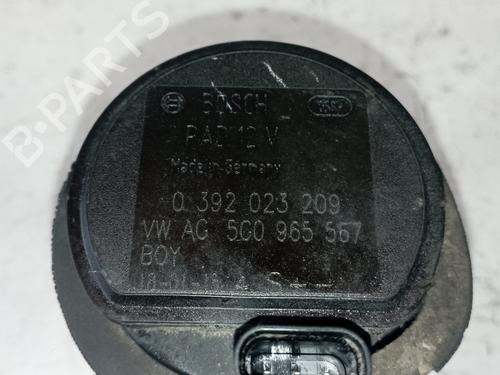 B-PARTS
BOSCH
PAD 12 V
Made in Germany
0 392 023 209
VW AG 5C0 965 567
BOY